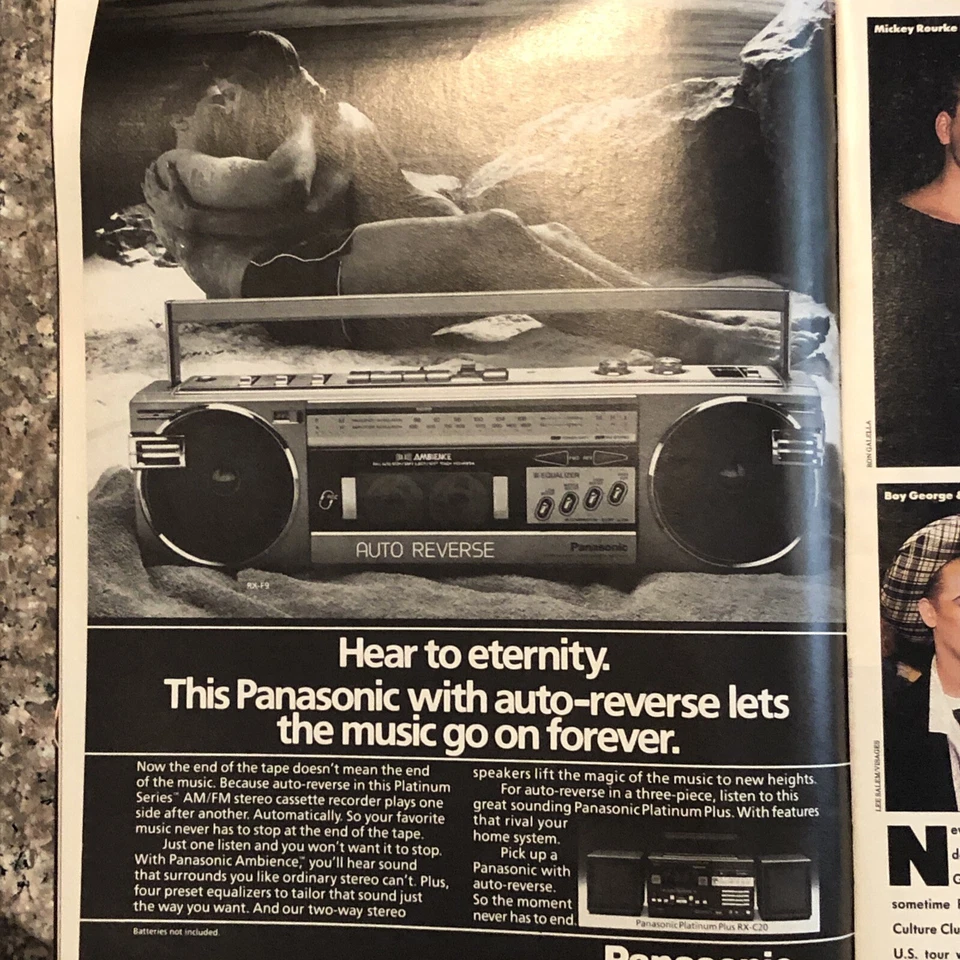 AMBIENCE
EQUALIZER
AUTO REVERSE
Panasonic
RX-F9
Hear to eternity.
This Panasonic with auto-reverse lets
the music go on forever.
Now the end of the tape doesn't mean the end
of the music. Because auto-reverse in this Platinum
Series™ AM/FM stereo cassette recorder plays one
side after another. Automatically. So your favorite
music never has to stop at the end of the tape.
Just one listen and you won't want it to stop.
With Panasonic Ambience,™ you'll hear sound
that surrounds you like ordinary stereo can't. Plus,
four preset equalizers to tailor that sound just
the way you want. And our two-way stereo
speakers lift the magic of the music to new heights.
For auto-reverse in a three-piece, listen to this
great sounding Panasonic Platinum Plus. With features
that rival your
home system.
Pick up a
Panasonic with
auto-reverse.
So the moment
never has to end.
Panasonic Platinum Plus RX-C20
Batteries not included.
Panasonic
Mickey Rourke
RON GALELLA
Boy George &
LEE SALEM/VISAGES
sometime
Culture Clu
U.S. tour